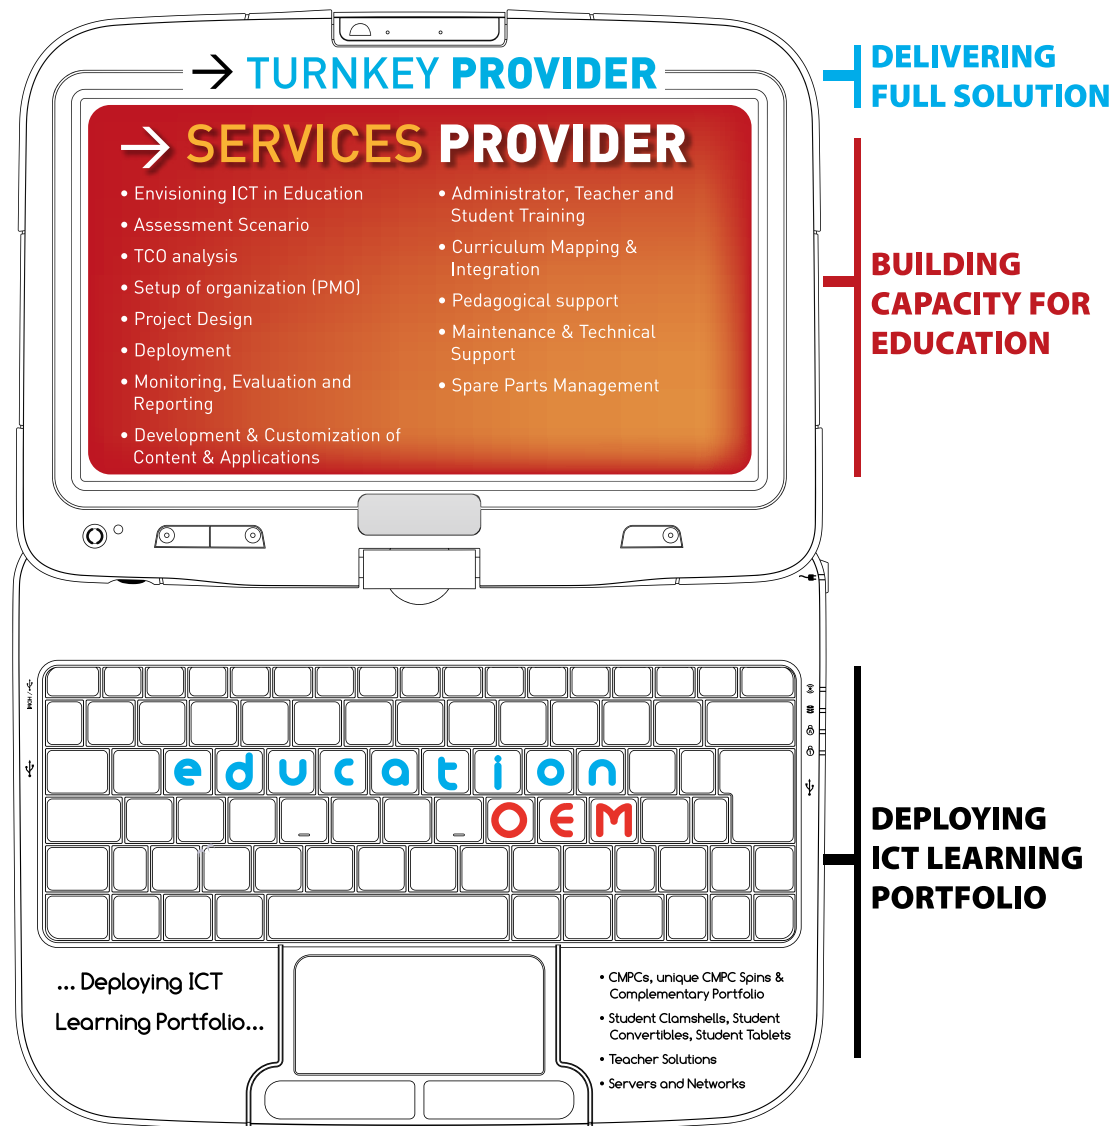 → TURNKEY PROVIDER
DELIVERING
FULL SOLUTION
→ SERVICES PROVIDER
• Envisioning ICT in Education
• Assessment Scenario
• TCO analysis
• Setup of organization (PMO)
• Project Design
• Deployment
• Monitoring, Evaluation and
Reporting
• Development & Customization of
Content & Applications
• Administrator, Teacher and
Student Training
• Curriculum Mapping &
Integration
• Pedagogical support
• Maintenance & Technical
Support
• Spare Parts Management
BUILDING
CAPACITY FOR
EDUCATION
HDMI
education
OEM
DEPLOYING
ICT LEARNING
PORTFOLIO
... Deploying ICT
Learning Portfolio...
• CMPCs, unique CMPC Spins &
Complementary Portfolio
• Student Clamshells, Student
Convertibles, Student Tablets
• Teacher Solutions
• Servers and Networks